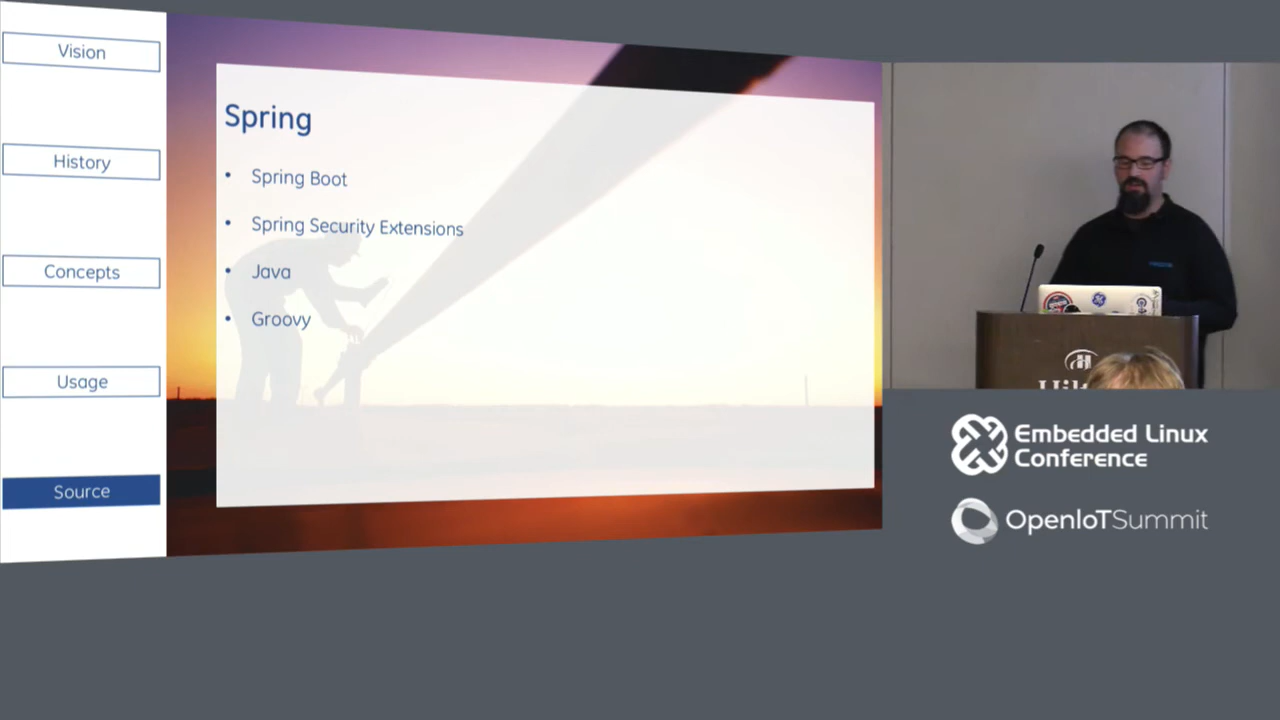 Vision
History
Concepts
Usage
Source
Spring
• Spring Boot
• Spring Security Extensions
• Java
• Groovy
Embedded Linux
Conference
OpenIoTSummit